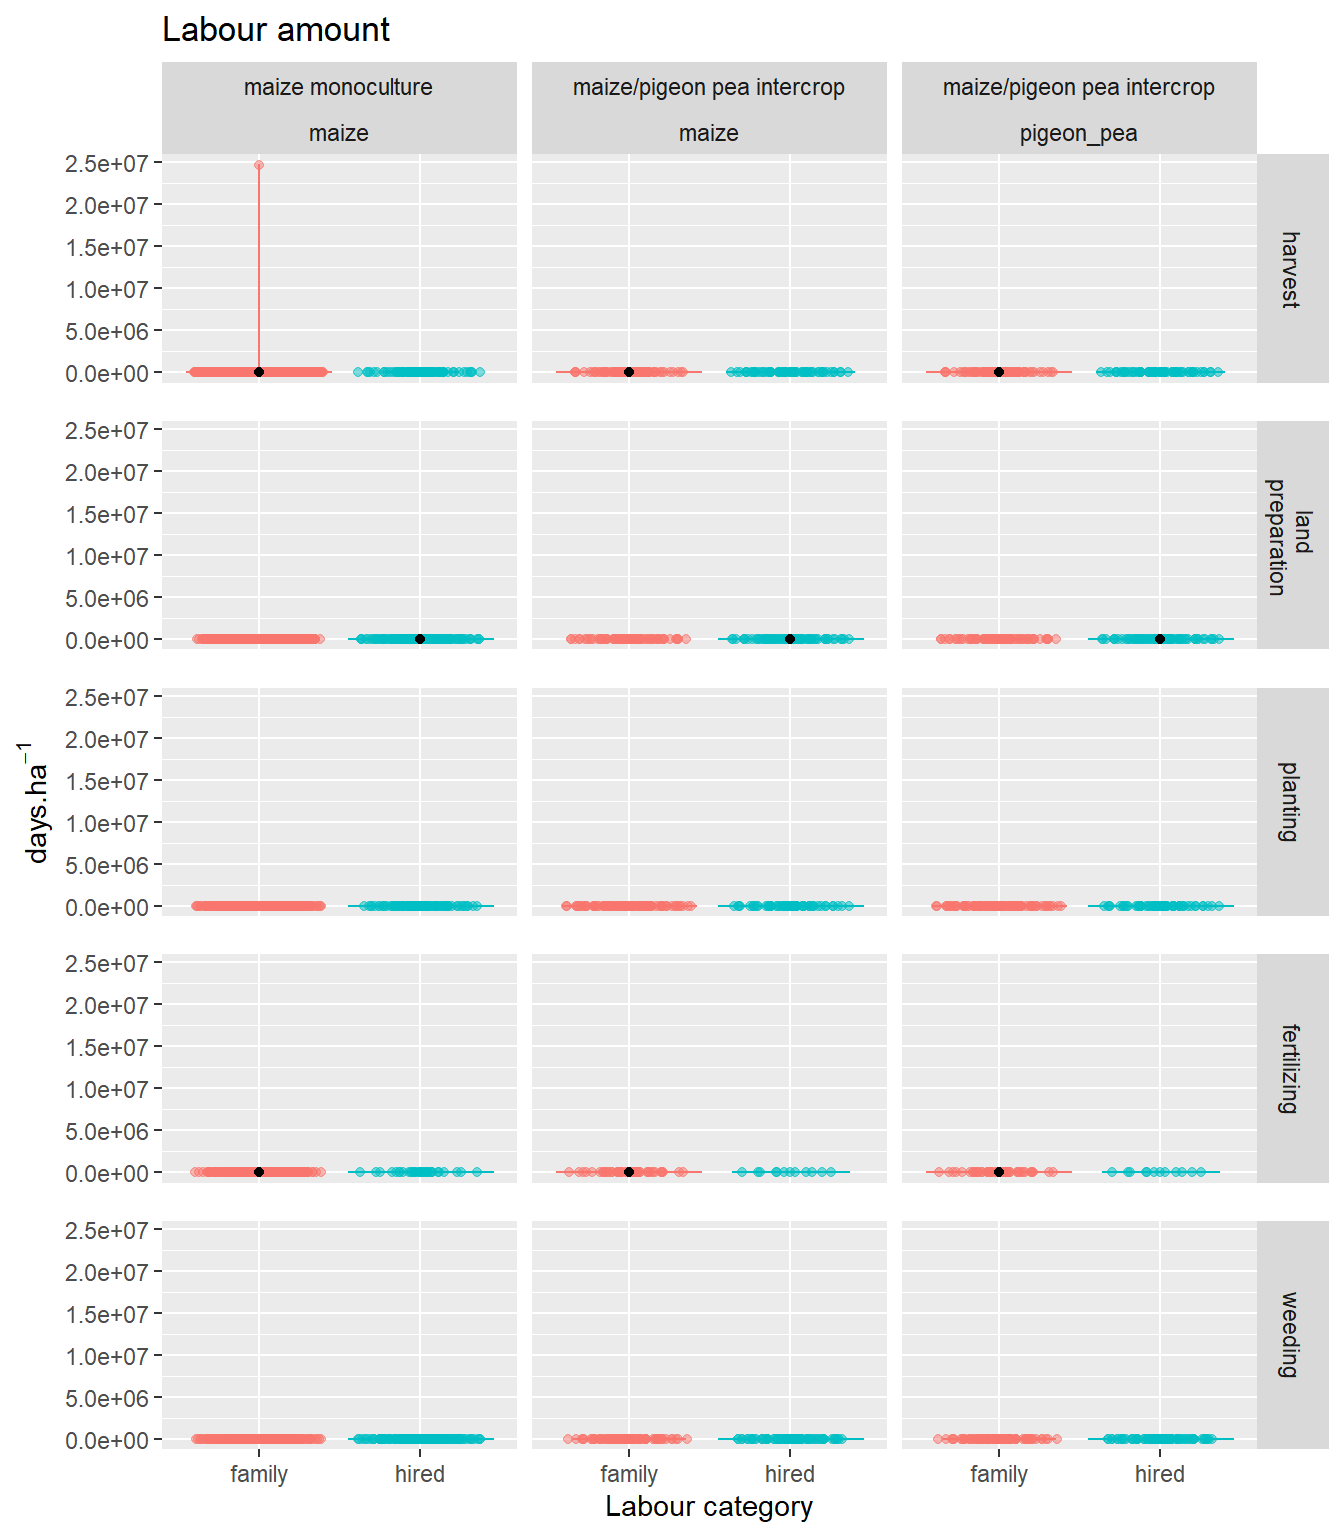 Labour amount
maize monoculture
maize/pigeon pea intercrop
maize/pigeon pea intercrop
maize
maize
pigeon_pea
2.5e+07
2.0e+07
1.5e+07
1.0e+07
5.0e+06
0.0e+00
harvest
2.5e+07
2.0e+07
1.5e+07
1.0e+07
5.0e+06
0.0e+00
land
preparation
2.5e+07
2.0e+07
1.5e+07
1.0e+07
5.0e+06
0.0e+00
planting
days.ha⁻¹
2.5e+07
2.0e+07
1.5e+07
1.0e+07
5.0e+06
0.0e+00
fertilizing
2.5e+07
2.0e+07
1.5e+07
1.0e+07
5.0e+06
0.0e+00
weeding
family
hired
family
hired
family
hired
Labour category